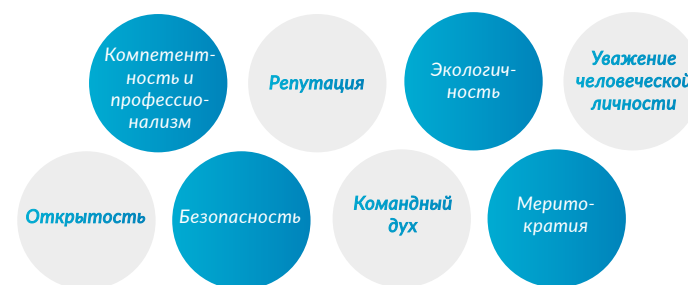 Компетент-
ность и
профессио-
нализм
Репутация
Экологич-
ность
Уважение
человеческой
личности
Открытость
Безопасность
Командный
дух
Мерито-
кратия